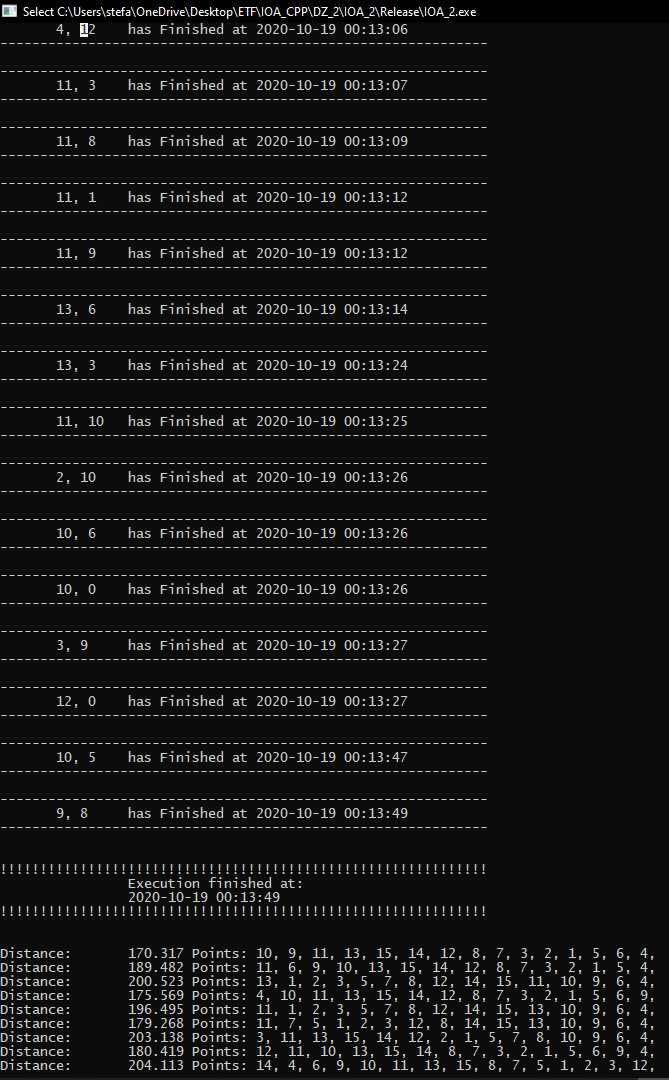 Select C:\Users\stefa\OneDrive\Desktop\ETF\IOA_CPP\DZ_2\IOA_2\Release\IOA_2.exe
4, 12 has Finished at 2020-10-19 00:13:06
-------------------------------------------------------------
-------------------------------------------------------------
11, 3 has Finished at 2020-10-19 00:13:07
-------------------------------------------------------------
-------------------------------------------------------------
11, 8 has Finished at 2020-10-19 00:13:09
-------------------------------------------------------------
-------------------------------------------------------------
11, 1 has Finished at 2020-10-19 00:13:12
-------------------------------------------------------------
-------------------------------------------------------------
11, 9 has Finished at 2020-10-19 00:13:12
-------------------------------------------------------------
-------------------------------------------------------------
13, 6 has Finished at 2020-10-19 00:13:14
-------------------------------------------------------------
-------------------------------------------------------------
13, 3 has Finished at 2020-10-19 00:13:24
-------------------------------------------------------------
-------------------------------------------------------------
11, 10 has Finished at 2020-10-19 00:13:25
-------------------------------------------------------------
-------------------------------------------------------------
2, 10 has Finished at 2020-10-19 00:13:26
-------------------------------------------------------------
-------------------------------------------------------------
10, 6 has Finished at 2020-10-19 00:13:26
-------------------------------------------------------------
-------------------------------------------------------------
10, 0 has Finished at 2020-10-19 00:13:26
-------------------------------------------------------------
-------------------------------------------------------------
3, 9 has Finished at 2020-10-19 00:13:27
-------------------------------------------------------------
-------------------------------------------------------------
12, 0 has Finished at 2020-10-19 00:13:27
-------------------------------------------------------------
-------------------------------------------------------------
10, 5 has Finished at 2020-10-19 00:13:47
-------------------------------------------------------------
-------------------------------------------------------------
9, 8 has Finished at 2020-10-19 00:13:49
-------------------------------------------------------------
!!!!!!!!!!!!!!!!!!!!!!!!!!!!!!!!!!!!!!!!!!!!!!!!!!!!!!!!!!!!!
Execution finished at:
2020-10-19 00:13:49
!!!!!!!!!!!!!!!!!!!!!!!!!!!!!!!!!!!!!!!!!!!!!!!!!!!!!!!!!!!!!
Distance: 170.317 Points: 10, 9, 11, 13, 15, 14, 12, 8, 7, 3, 2, 1, 5, 6, 4,
Distance: 189.482 Points: 11, 6, 9, 10, 13, 15, 14, 12, 8, 7, 3, 2, 1, 5, 4,
Distance: 200.523 Points: 13, 1, 2, 3, 5, 7, 8, 12, 14, 15, 11, 10, 9, 6, 4,
Distance: 175.569 Points: 4, 10, 11, 13, 15, 14, 12, 8, 7, 3, 2, 1, 5, 6, 9,
Distance: 196.495 Points: 11, 1, 2, 3, 5, 7, 8, 12, 14, 15, 13, 10, 9, 6, 4,
Distance: 179.268 Points: 11, 7, 5, 1, 2, 3, 12, 8, 14, 15, 13, 10, 9, 6, 4,
Distance: 203.138 Points: 3, 11, 13, 15, 14, 12, 2, 1, 5, 7, 8, 10, 9, 6, 4,
Distance: 180.419 Points: 12, 11, 10, 13, 15, 14, 8, 7, 3, 2, 1, 5, 6, 9, 4,
Distance: 204.113 Points: 14, 4, 6, 9, 10, 11, 13, 15, 8, 7, 5, 1, 2, 3, 12,